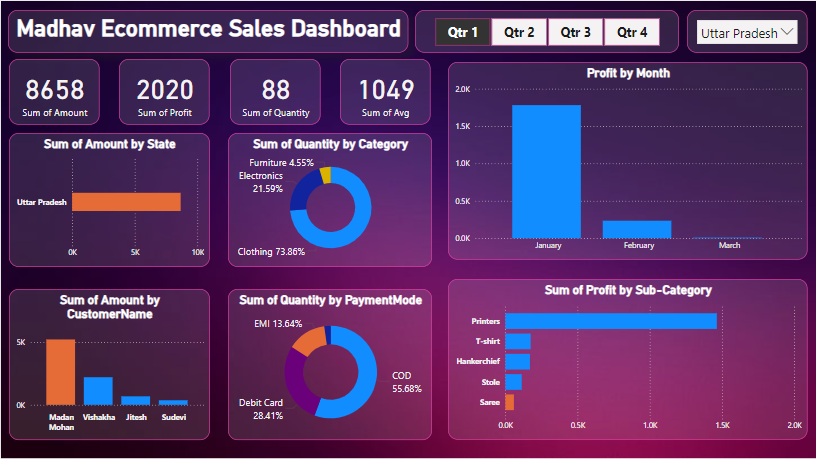 Madhav Ecommerce Sales Dashboard
Qtr 1 Qtr 2 Qtr 3 Qtr 4
Uttar Pradesh
8658
Sum of Amount
2020
Sum of Profit
88
Sum of Quantity
1049
Sum of Avg
Profit by Month
2.0K
1.5K
1.0K
0.5K
0.0K
January February March
Sum of Amount by State
Uttar Pradesh
0K 5K 10K
Sum of Quantity by Category
Furniture 4.55%
Electronics
21.59%
Clothing 73.86%
Sum of Amount by
CustomerName
5K
0K
Madan
Mohan
Vishakha
Jitesh
Sudevi
Sum of Quantity by PaymentMode
EMI 13.64%
COD
55.68%
Debit Card
28.41%
Sum of Profit by Sub-Category
Printers
T-shirt
Hankerchief
Stole
Saree
0.0K 0.5K 1.0K 1.5K 2.0K